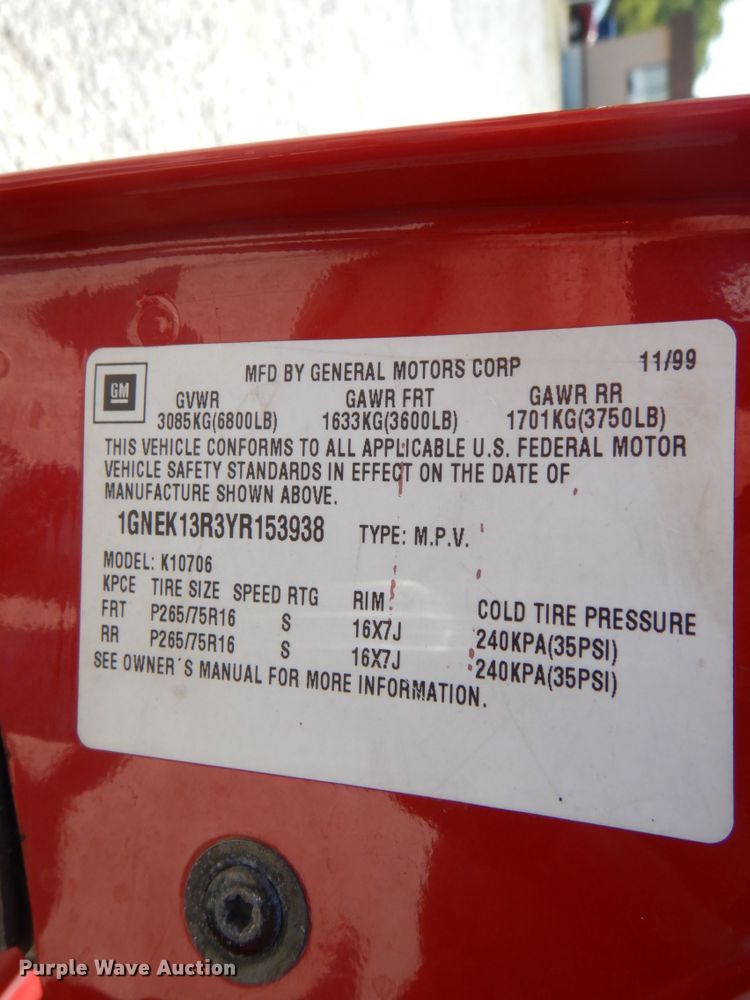 GM
MFD BY GENERAL MOTORS CORP 11/99
GVWR GAWR FRT GAWR RR
3085KG(6800LB) 1633KG(3600LB) 1701KG(3750LB)
THIS VEHICLE CONFORMS TO ALL APPLICABLE U.S. FEDERAL MOTOR
VEHICLE SAFETY STANDARDS IN EFFECT ON THE DATE OF
MANUFACTURE SHOWN ABOVE.
1GNEK13R3YR153938 TYPE: M.P.V.
MODEL: K10706
KPCE TIRE SIZE SPEED RTG RIM COLD TIRE PRESSURE
FRT P265/75R16 S 16X7J 240KPA(35PSI)
RR P265/75R16 S 16X7J 240KPA(35PSI)
SEE OWNER´S MANUAL FOR MORE INFORMATION.
Purple Wave Auction